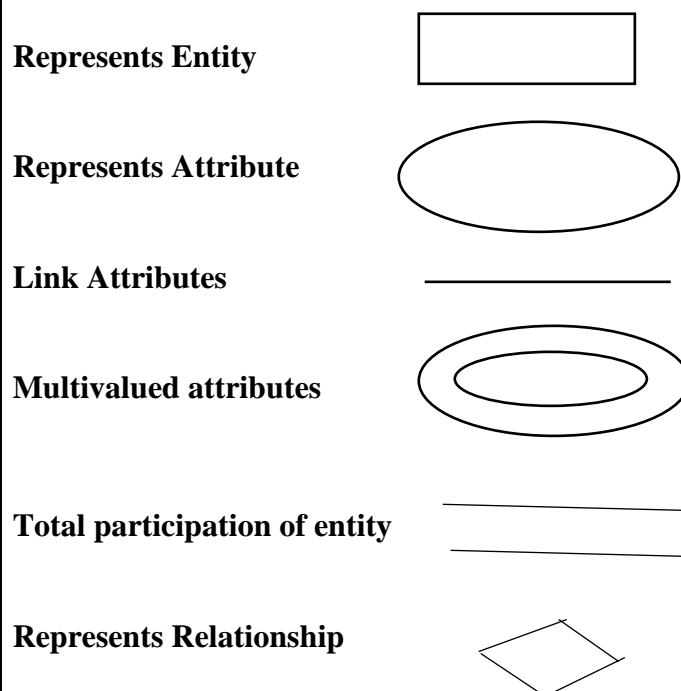 Represents Entity
Represents Attribute
Link Attributes
Multivalued attributes
Total participation of entity
Represents Relationship